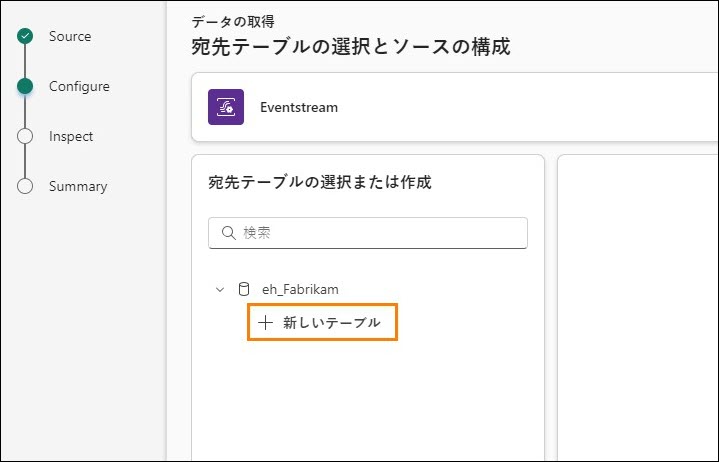 Source
Configure
Inspect
Summary
データの取得
宛先テーブルの選択とソースの構成
Eventstream
宛先テーブルの選択または作成
検索
eh_Fabrikam
新しいテーブル